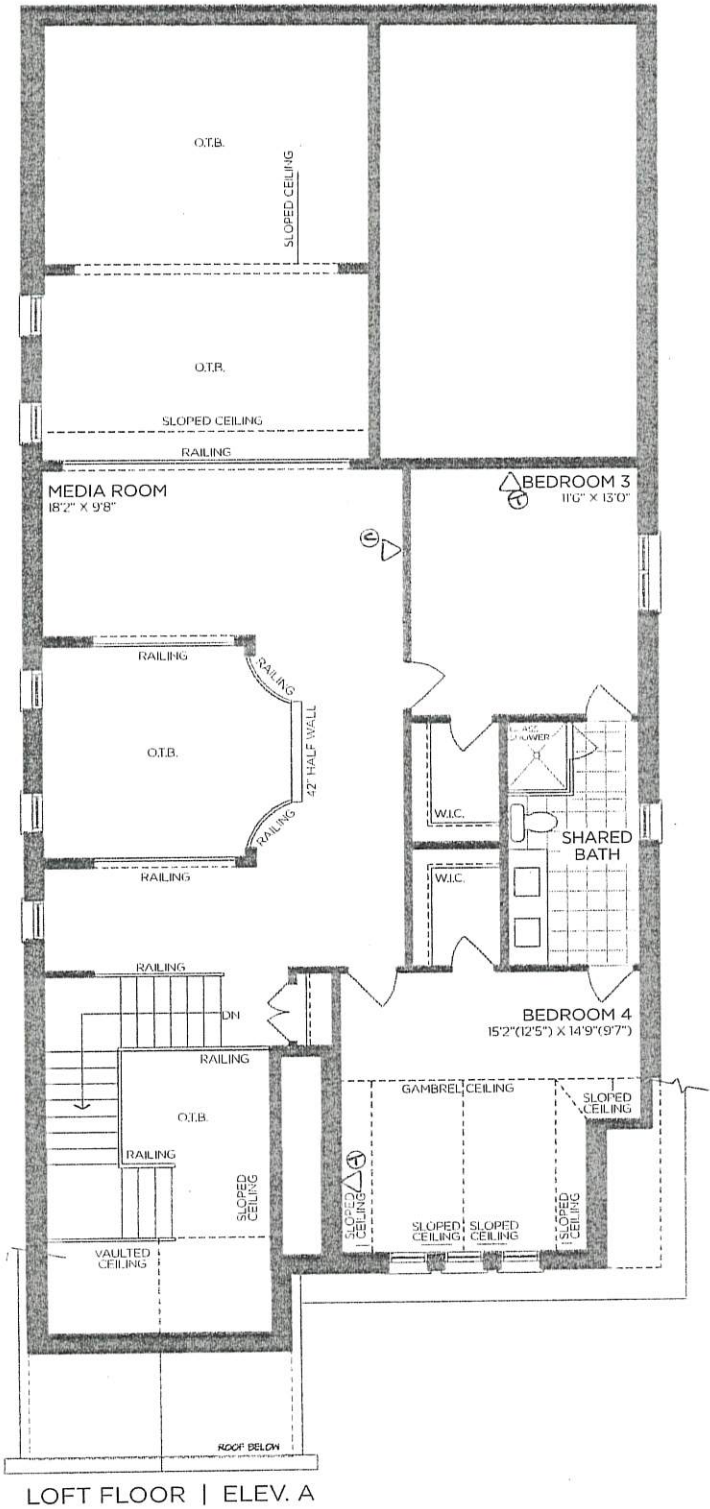 O.T.B.
SLOPED CEILING
O.T.B.
SLOPED CEILING
RAILING
MEDIA ROOM
18'2" X 9'8"
C
BEDROOM 3
11'6" X 13'0"
T
RAILING
RAILING
O.T.B.
42" HALF WALL
RAILING
RAILING
GLASS
SHOWER
W.I.C.
SHARED
BATH
W.I.C.
RAILING
DN
BEDROOM 4
15'2"(12'5") X 14'9"(9'7")
RAILING
O.T.B.
GAMBREL CEILING
SLOPED
CEILING
RAILING
T
SLOPED
CEILING
SLOPED
CEILING
SLOPED
CEILING
SLOPED
CEILING
SLOPED
CEILING
VAULTED
CEILING
ROOF BELOW
LOFT FLOOR | ELEV. A